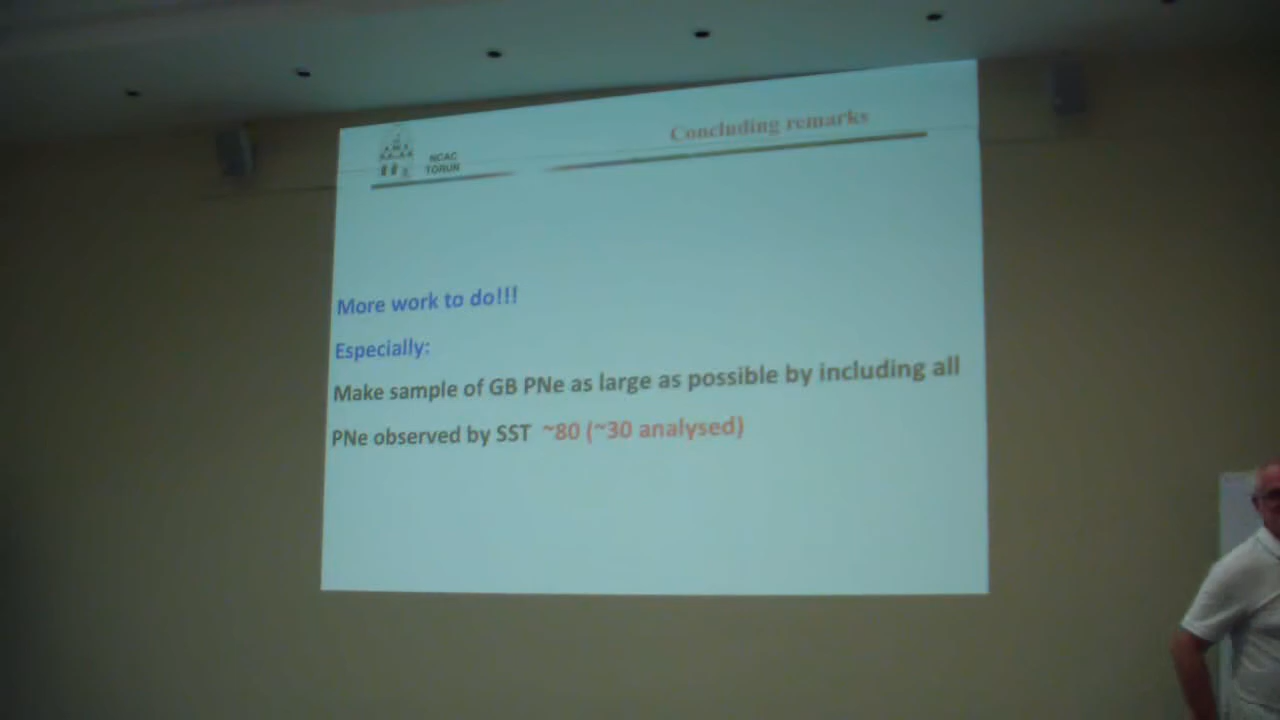 NCAC
TORUN
Concluding remarks
More work to do!!!
Especially:
Make sample of GB PNe as large as possible by including all
PNe observed by SST ~80 (~30 analysed)